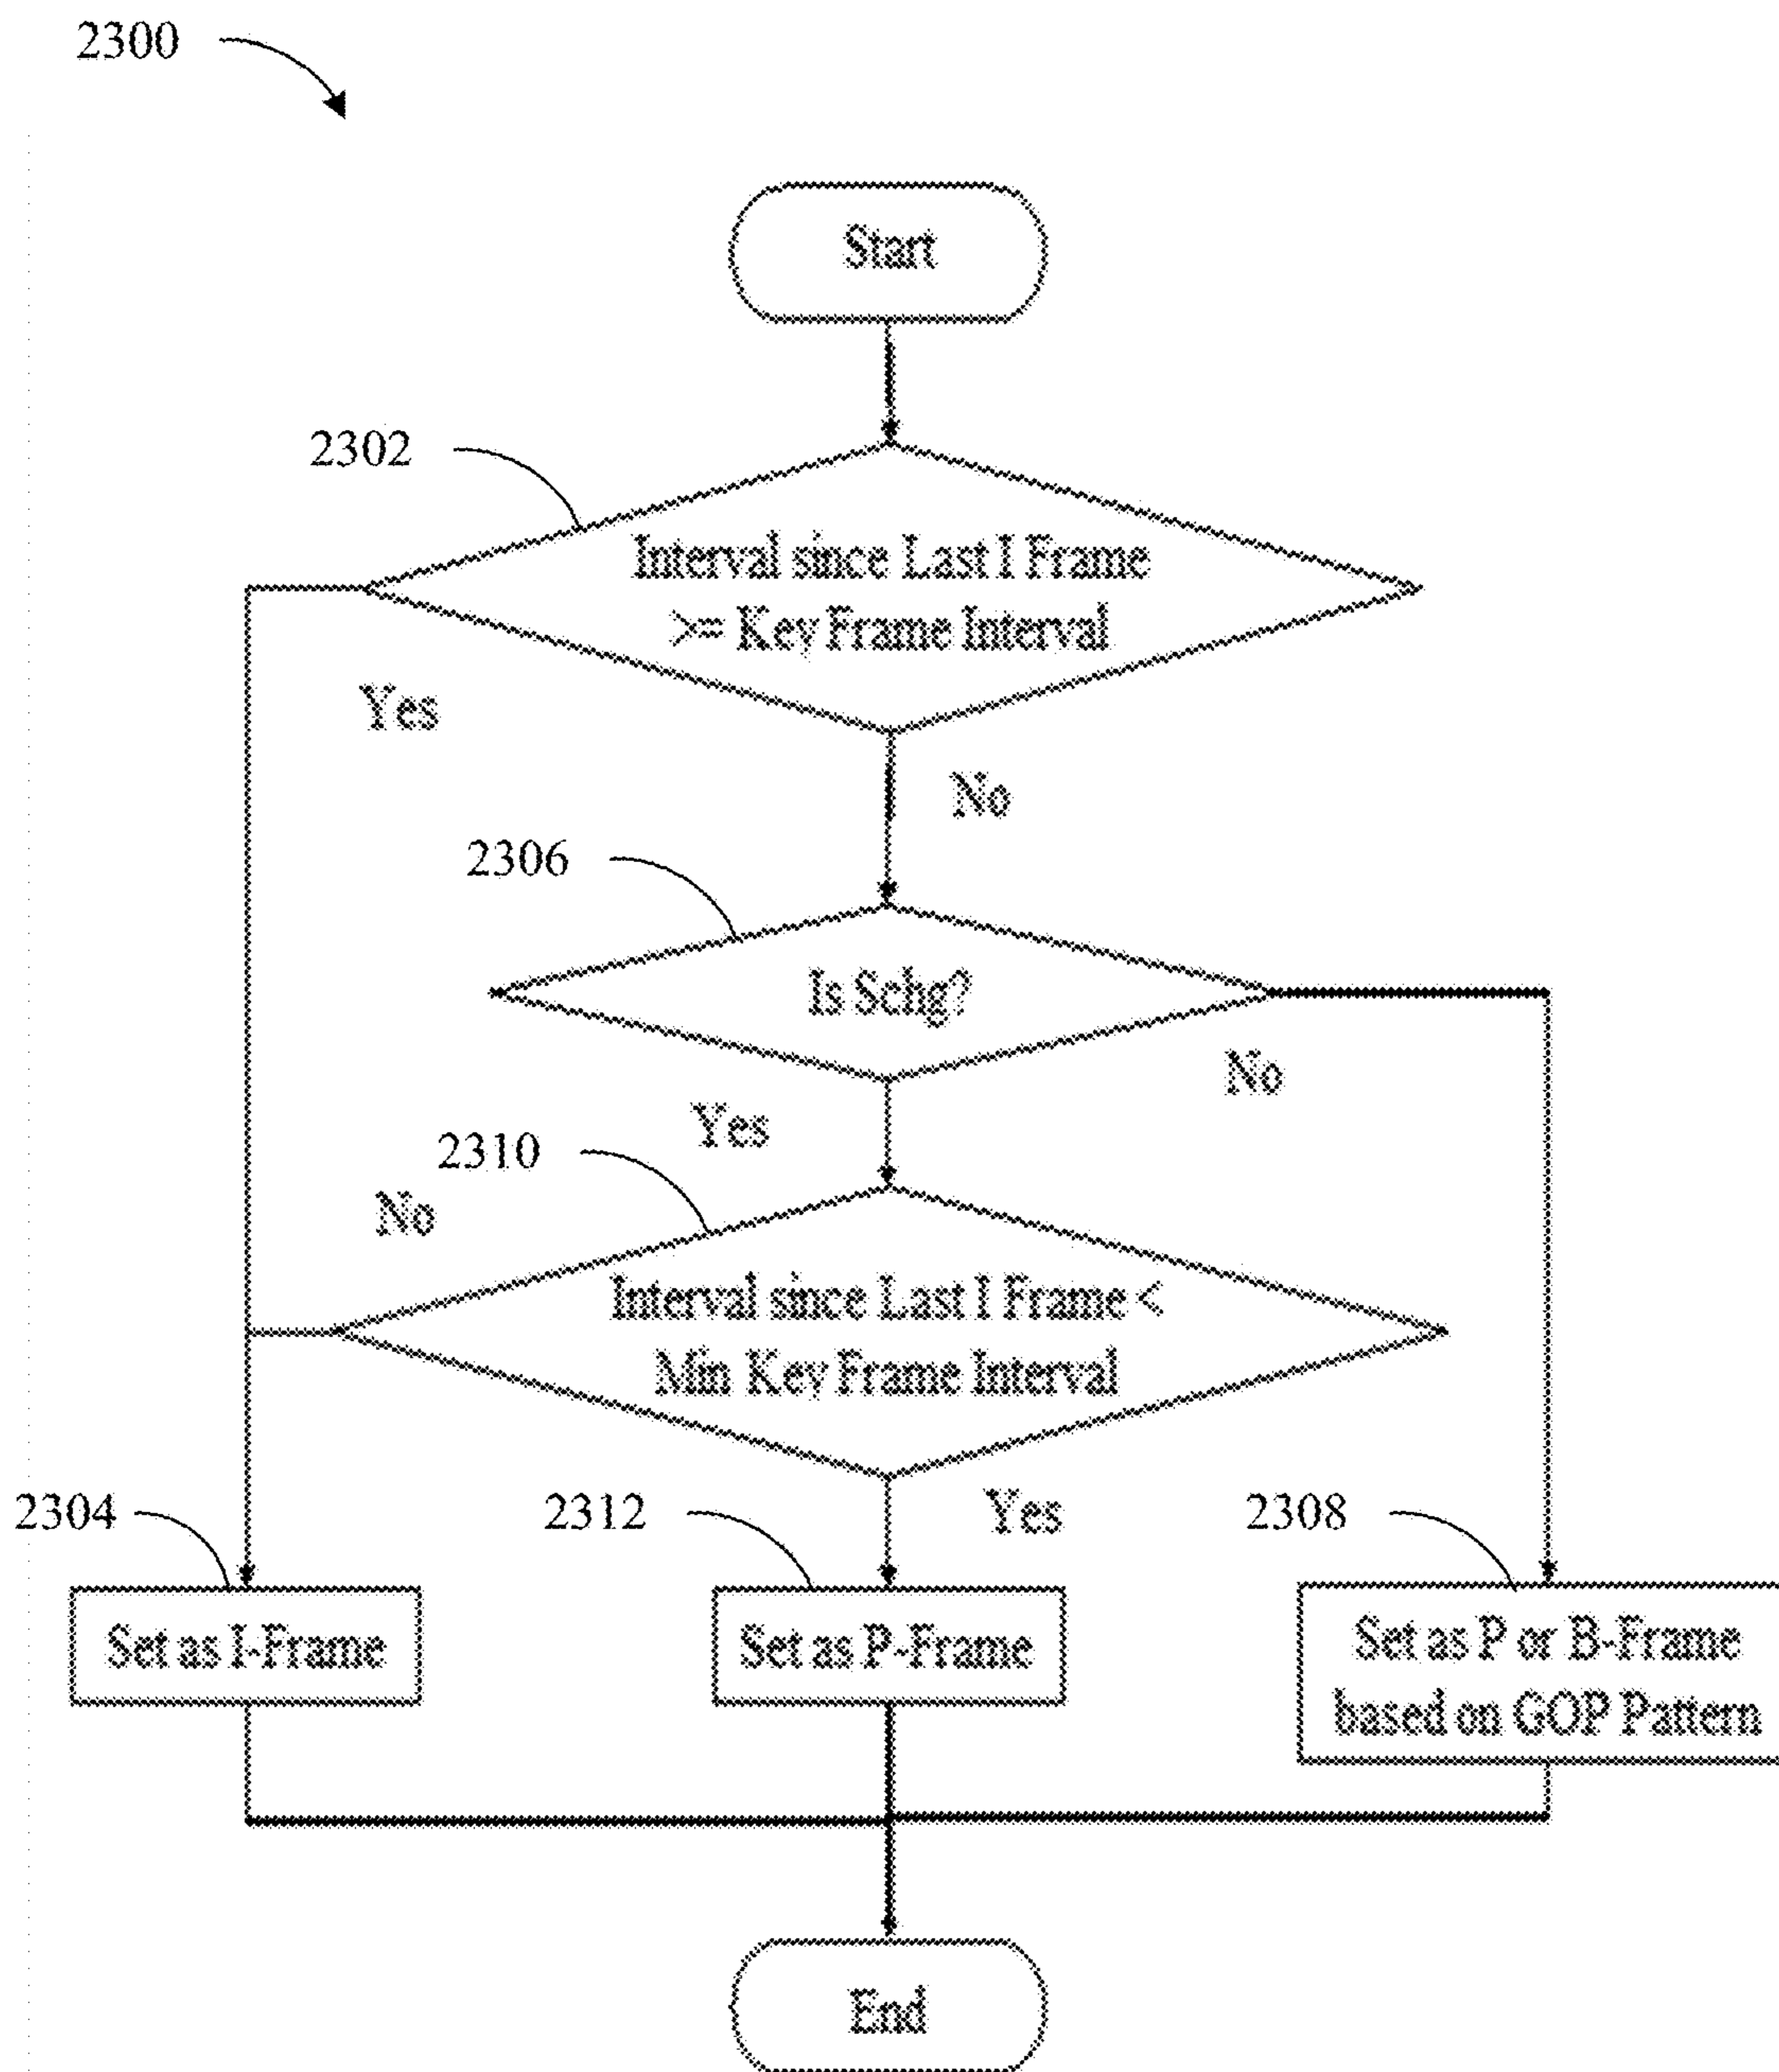 2300
Start
2302
Interval since Last I Frame
>= Key Frame Interval
Yes
No
2306
Is Schg?
No
Yes
2310
No
Interval since Last I Frame <
Min Key Frame Interval
2304
2312
Yes
2308
Set as I-Frame
Set as P-Frame
Set as P or B-Frame
based on GOP Pattern
End